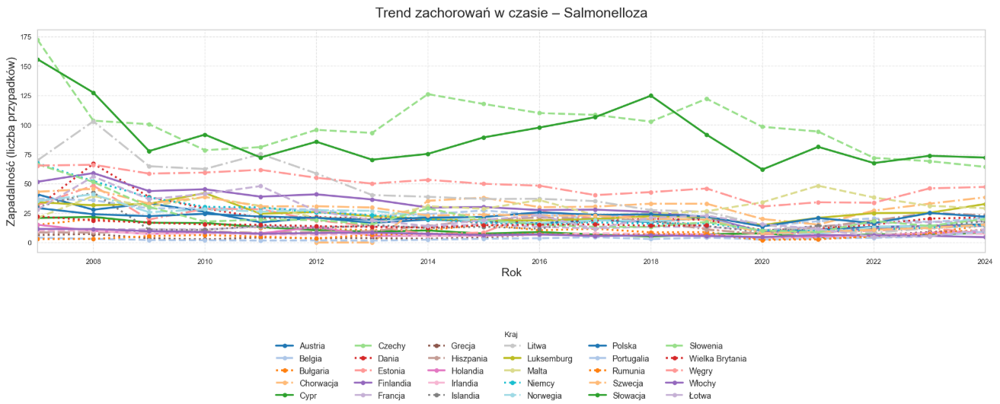 Trend zachorowań w czasie – Salmonelloza
Zapadalność (liczba przypadków)
175
150
125
100
75
50
25
0
2008 2010 2012 2014 2016 2018 2020 2022 2024
Rok
Kraj
Austria Czechy Grecja Litwa Polska Słowenia
Belgia Dania Hiszpania Luksemburg Portugalia Wielka Brytania
Bulgaria Estonia Holandia Malta Rumunia Węgry
Chorwacja Finlandia Irlandia Niemcy Szwecja Włochy
Cypr Francja Islandia Norwegia Słowacja Łotwa